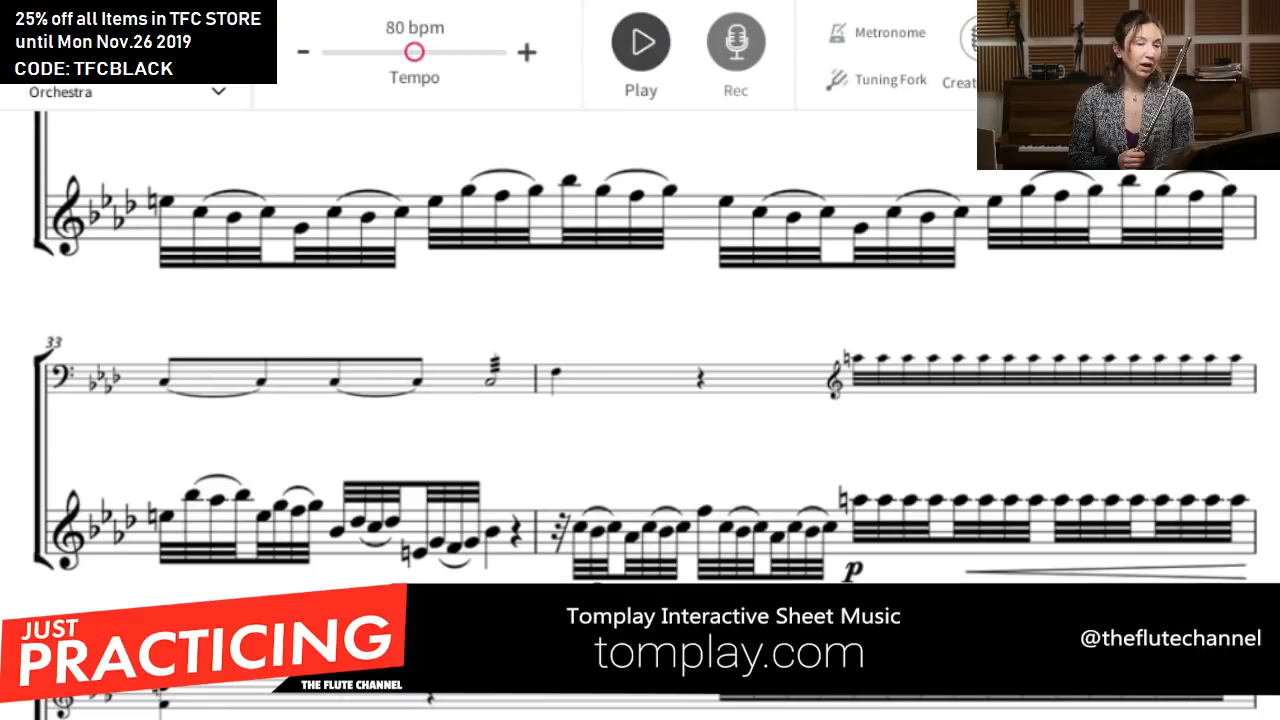 25% off all Items in TFC STORE
until Mon Nov.26 2019
CODE: TFCBLACK
Orchestra
80 bpm
- +
Tempo
Play
Rec
Metronome
Tuning Fork
Creat
33
p
JUST
PRACTICING
THE FLUTE CHANNEL
Tomplay Interactive Sheet Music
tomplay.com
@theflutechannel